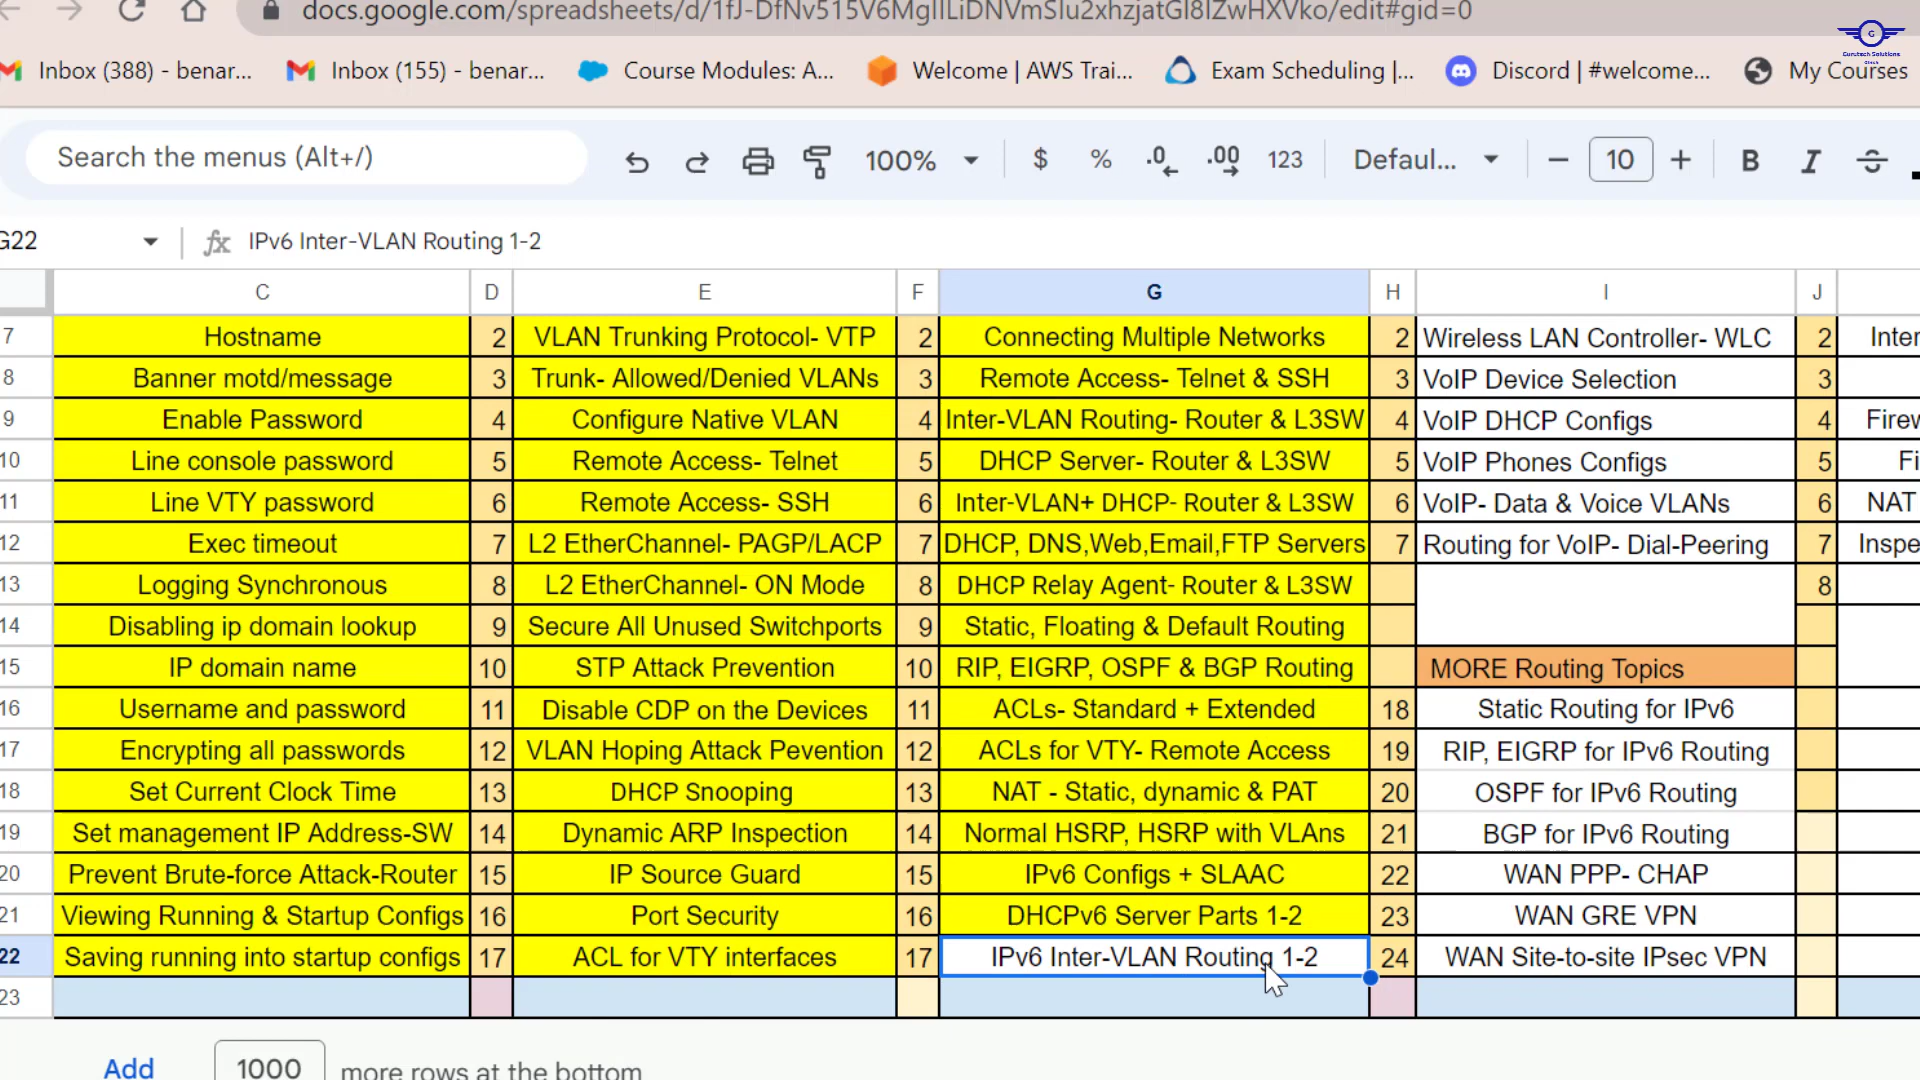 docs.google.com/spreadsheets/d/1fJ-DfNv515V6MgIILiDNVmSIu2xhzjatGI8IZwHXVko/edit#gid=0
G
Gurutech Solutions
Inbox (388) - benar...
Inbox (155) - benar...
Course Modules: A...
Welcome | AWS Trai...
Exam Scheduling |...
Discord | #welcome...
My Courses
Search the menus (Alt+/)
100%
$
%
.0
.00
123
Defaul...
10
B
I
S
G22
fx
IPv6 Inter-VLAN Routing 1-2
C D E F G H I J
7 Hostname 2 VLAN Trunking Protocol- VTP 2 Connecting Multiple Networks 2 Wireless LAN Controller- WLC 2 Inter
8 Banner motd/message 3 Trunk- Allowed/Denied VLANs 3 Remote Access- Telnet & SSH 3 VoIP Device Selection 3
9 Enable Password 4 Configure Native VLAN 4 Inter-VLAN Routing- Router & L3SW 4 VoIP DHCP Configs 4 Firew
10 Line console password 5 Remote Access- Telnet 5 DHCP Server- Router & L3SW 5 VoIP Phones Configs 5 Fi
11 Line VTY password 6 Remote Access- SSH 6 Inter-VLAN+ DHCP- Router & L3SW 6 VoIP- Data & Voice VLANs 6 NAT
12 Exec timeout 7 L2 EtherChannel- PAGP/LACP 7 DHCP, DNS,Web,Email,FTP Servers 7 Routing for VoIP- Dial-Peering 7 Inspe
13 Logging Synchronous 8 L2 EtherChannel- ON Mode 8 DHCP Relay Agent- Router & L3SW 8
14 Disabling ip domain lookup 9 Secure All Unused Switchports 9 Static, Floating & Default Routing
15 IP domain name 10 STP Attack Prevention 10 RIP, EIGRP, OSPF & BGP Routing MORE Routing Topics
16 Username and password 11 Disable CDP on the Devices 11 ACLs- Standard + Extended 18 Static Routing for IPv6
17 Encrypting all passwords 12 VLAN Hoping Attack Pevention 12 ACLs for VTY- Remote Access 19 RIP, EIGRP for IPv6 Routing
18 Set Current Clock Time 13 DHCP Snooping 13 NAT - Static, dynamic & PAT 20 OSPF for IPv6 Routing
19 Set management IP Address-SW 14 Dynamic ARP Inspection 14 Normal HSRP, HSRP with VLAns 21 BGP for IPv6 Routing
20 Prevent Brute-force Attack-Router 15 IP Source Guard 15 IPv6 Configs + SLAAC 22 WAN PPP- CHAP
21 Viewing Running & Startup Configs 16 Port Security 16 DHCPv6 Server Parts 1-2 23 WAN GRE VPN
22 Saving running into startup configs 17 ACL for VTY interfaces 17 IPv6 Inter-VLAN Routing 1-2 24 WAN Site-to-site IPsec VPN
23
Add 1000 more rows at the bottom